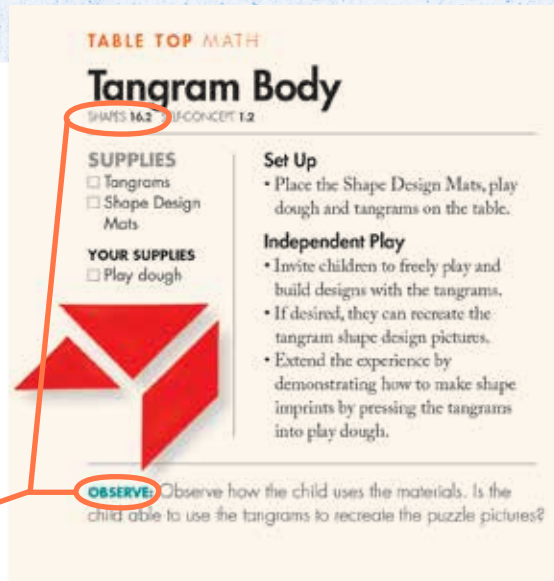 TABLE TOP MATH
Tangram Body
SHAPES 16.2 SELF-CONCEPT 1.2
SUPPLIES
Tangrams
Shape Design
Mats
YOUR SUPPLIES
Play dough
Set Up
• Place the Shape Design Mats, play
dough and tangrams on the table.
Independent Play
• Invite children to freely play and
build designs with the tangrams.
• If desired, they can recreate the
tangram shape design pictures.
• Extend the experience by
demonstrating how to make shape
imprints by pressing the tangrams
into play dough.
OBSERVE: Observe how the child uses the materials. Is the
child able to use the tangrams to recreate the puzzle pictures?